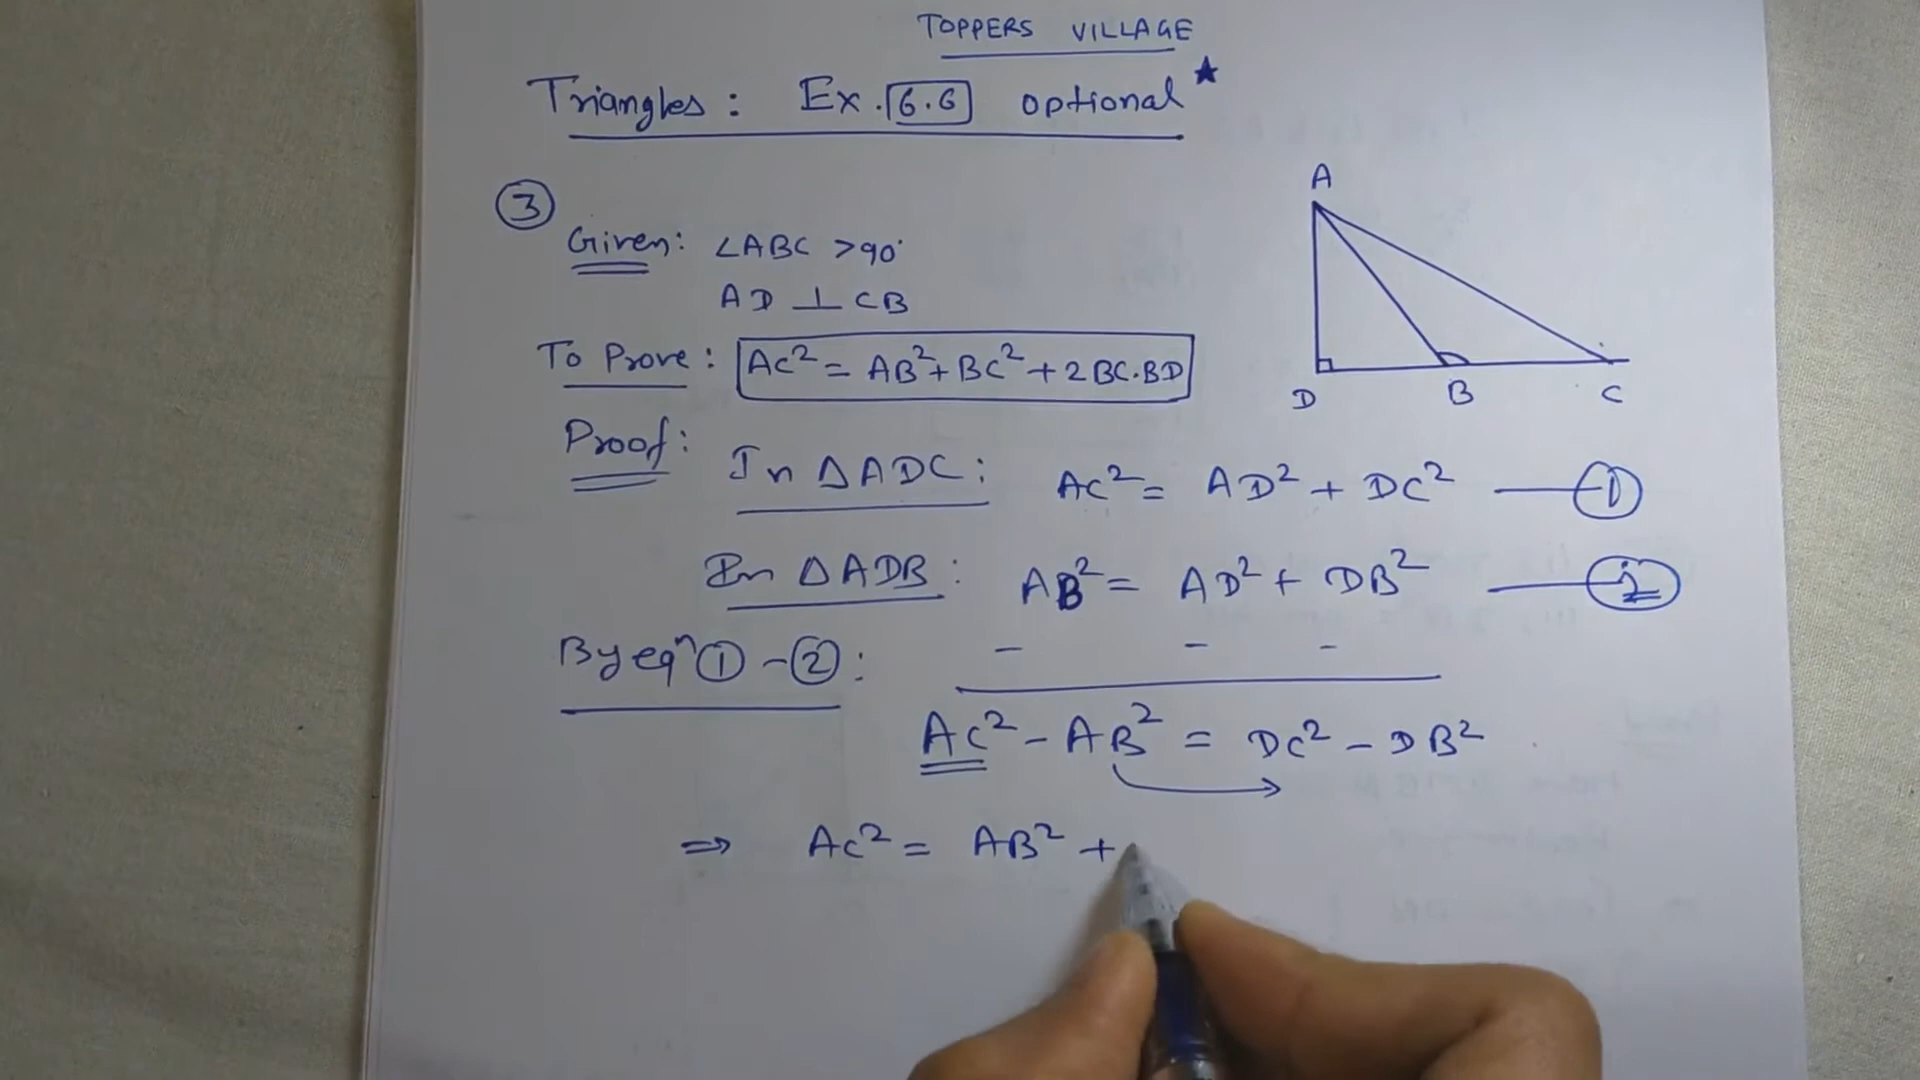 TOPPERS VILLAGE
Triangles: Ex. 6.6 optional ★
③
Given: ∠ABC > 90°
AD ⊥ CB
To Prove: AC² = AB² + BC² + 2BC.BD
Proof: In ΔADC: AC² = AD² + DC² — ①
In ΔADB: AB² = AD² + DB² — ②
By eqⁿ ① - ②: - - -
AC² - AB² = DC² - DB²
⇒ AC² = AB² +
A
D B C